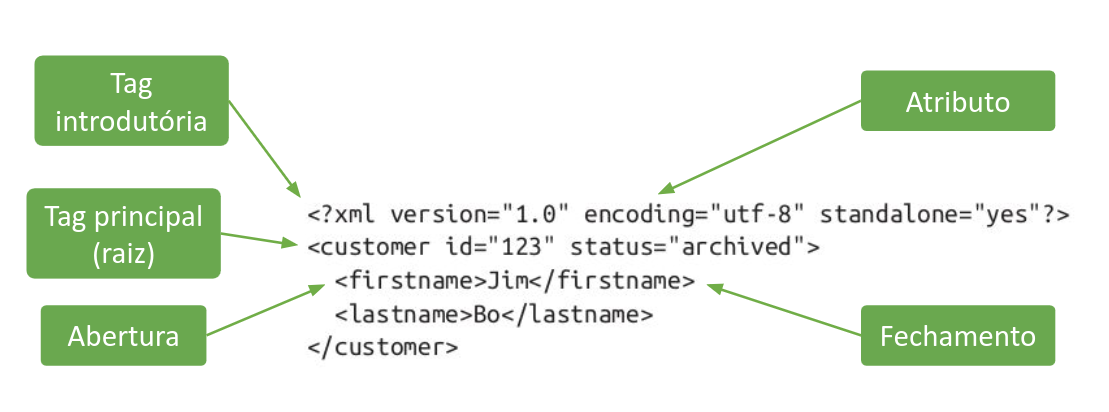 Tag
introdutória
Atributo
Tag principal
(raiz)
<?xml version="1.0" encoding="utf-8" standalone="yes"?>
<customer id="123" status="archived">
<firstname>Jim</firstname>
<lastname>Bo</lastname>
</customer>
Abertura
Fechamento